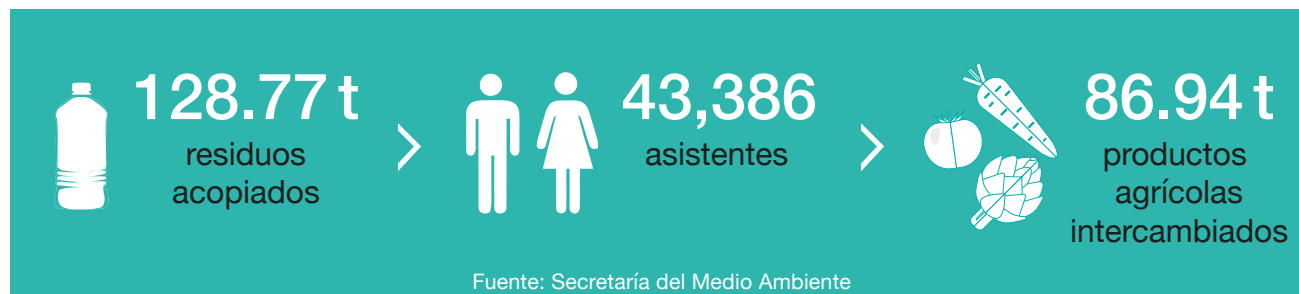 128.77 t
residuos
acopiados
43,386
asistentes
86.94 t
productos
agrícolas
intercambiados
Fuente: Secretaría del Medio Ambiente